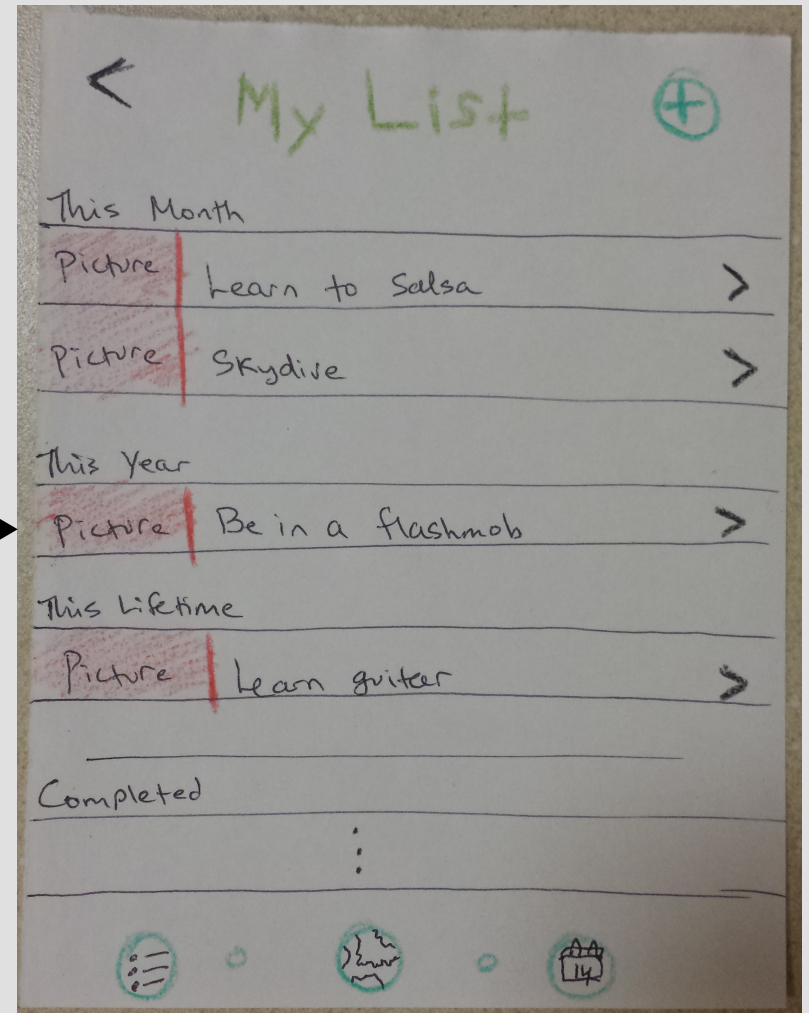 < My List +
This Month
Picture Learn to Salsa >
Picture Skydive >
This Year
Picture Be in a flashmob >
This Lifetime
Picture Learn guitar >
Completed
14